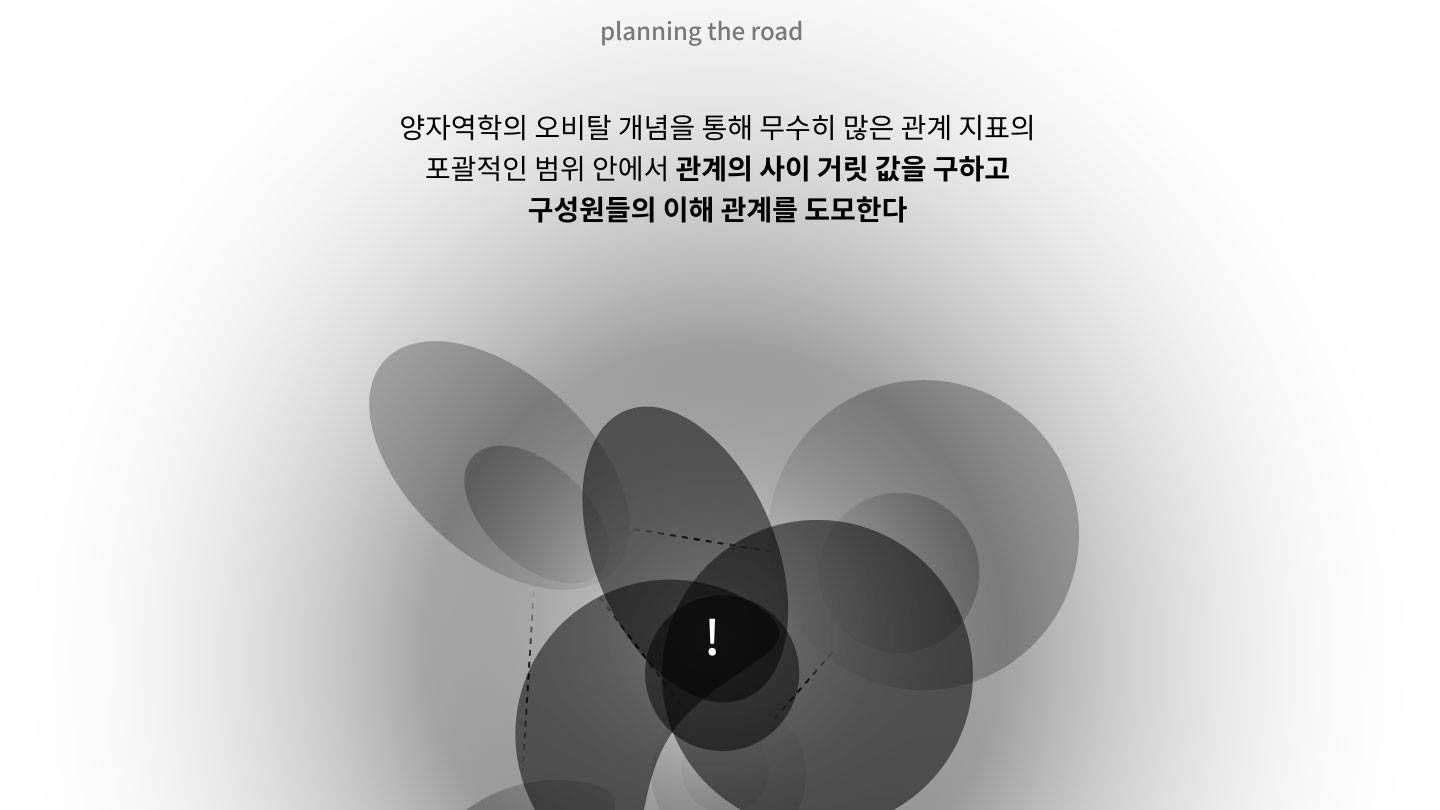 planning the road
양자역학의 오비탈 개념을 통해 무수히 많은 관계 지표의
포괄적인 범위 안에서 관계의 사이 거릿 값을 구하고
구성원들의 이해 관계를 도모한다
!